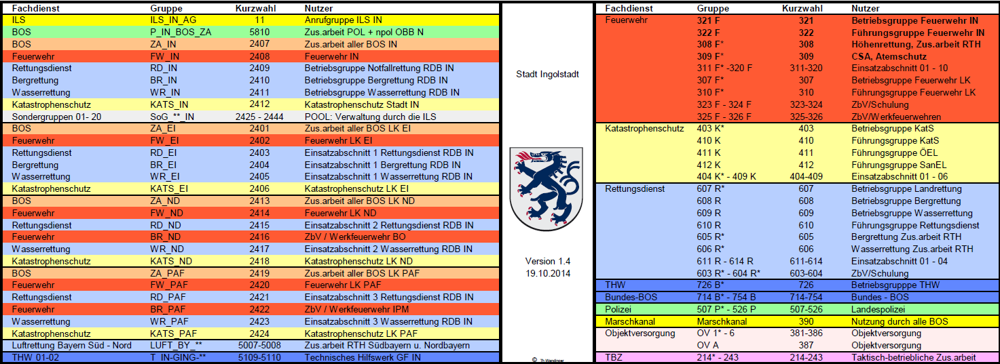 Fachdienst Gruppe Kurzwahl Nutzer
ILS ILS_IN_AG 11 Anrufgruppe ILS IN
BOS P_IN_BOS_ZA 5810 Zus.arbeit POL + npol OBB N
BOS ZA_IN 2407 Zus.arbeit aller BOS IN
Feuerwehr FW_IN 2408 Feuerwehr IN
Rettungsdienst RD_IN 2409 Betriebsgruppe Notfallrettung RDB IN
Bergrettung BR_IN 2410 Betriebsgruppe Bergrettung RDB IN
Wasserrettung WR_IN 2411 Betriebsgruppe Wasserrettung RDB IN
Katastrophenschutz KATS_IN 2412 Katastrophenschutz Stadt IN
Sondergruppen 01- 20 SoG_**_IN 2425 - 2444 POOL: Verwaltung durch die ILS
BOS ZA_EI 2401 Zus.arbeit aller BOS LK EI
Feuerwehr FW_EI 2402 Feuerwehr LK EI
Rettungsdienst RD_EI 2403 Einsatzabschnitt 1 Rettungsdienst RDB IN
Bergrettung BR_EI 2404 Einsatzabschnitt 1 Bergrettung RDB IN
Wasserrettung WR_EI 2405 Einsatzabschnitt 1 Wasserrettung RDB IN
Katastrophenschutz KATS_EI 2406 Katastrophenschutz LK EI
BOS ZA_ND 2413 Zus.arbeit aller BOS LK ND
Feuerwehr FW_ND 2414 Feuerwehr LK ND
Rettungsdienst RD_ND 2415 Einsatzabschnitt 2 Rettungsdienst RDB IN
Feuerwehr BR_ND 2416 ZbV / Werkfeuerwehr BO
Wasserrettung WR_ND 2417 Einsatzabschnitt 2 Wasserrettung RDB IN
Katastrophenschutz KATS_ND 2418 Katastrophenschutz LK ND
BOS ZA_PAF 2419 Zus.arbeit aller BOS LK PAF
Feuerwehr FW_PAF 2420 Feuerwehr LK PAF
Rettungsdienst RD_PAF 2421 Einsatzabschnitt 3 Rettungsdienst RDB IN
Feuerwehr BR_PAF 2422 ZbV / Werkfeuerwehr IPM
Wasserrettung WR_PAF 2423 Einsatzabschnitt 3 Wasserrettung RDB IN
Katastrophenschutz KATS_PAF 2424 Katastrophenschutz LK PAF
Luftrettung Bayern Süd - Nord LUFT_BY_** 5007-5008 Zus.arbeit RTH Südbayern u. Nordbayern
THW 01-02 T_IN-GING-** 5109-5110 Technisches Hilfswerk GF IN
Stadt Ingolstadt
Version 1.4
19.10.2014
© Th.Wendinger
Fachdienst Gruppe Kurzwahl Nutzer
Feuerwehr 321 F 321 Betriebsgruppe Feuerwehr IN
322 F 322 Führungsgruppe Feuerwehr IN
308 F* 308 Höhenrettung, Zus.arbeit RTH
309 F* 309 CSA, Atemschutz
311 F* -320 F 311-320 Einsatzabschnitt 01 - 10
307 F* 307 Betriebsgruppe Feuerwehr LK
310 F* 310 Führungsgruppe Feuerwehr LK
323 F - 324 F 323-324 ZbV/Schulung
325 F - 326 F 325-326 ZbV/Werkfeuerwehren
Katastrophenschutz 403 K* 403 Betriebsgruppe KatS
410 K 410 Führungsgruppe KatS
411 K 411 Führungsgruppe ÖEL
412 K 412 Führungsgruppe SanEL
404 K* - 409 K 404-409 Einsatzabschnitt 01 - 06
Rettungsdienst 607 R* 607 Betriebsgruppe Landrettung
608 R 608 Betriebsgruppe Bergrettung
609 R 609 Betriebsgruppe Wasserrettung
610 R 610 Führungsgruppe Rettungsdienst
605 R* 605 Bergrettung Zus.arbeit RTH
606 R* 606 Wasserrettung Zus.arbeit RTH
611 R - 614 R 611-614 Einsatzabschnitt 01 - 04
603 R* - 604 R* 603-604 ZbV/Schulung
THW 726 B* 726 Betriebsgruppe THW
Bundes-BOS 714 B* - 754 B 714-754 Bundes - BOS
Polizei 507 P* - 526 P 507-526 Landespolizei
Marschkanal Marschkanal 390 Nutzung durch alle BOS
Objektversorgung OV 1* - 6 381-386 Objektversorgung
OV A 387 Objektversorgung
TBZ 214* - 243 214-243 Taktisch-betriebliche Zus.arbeit